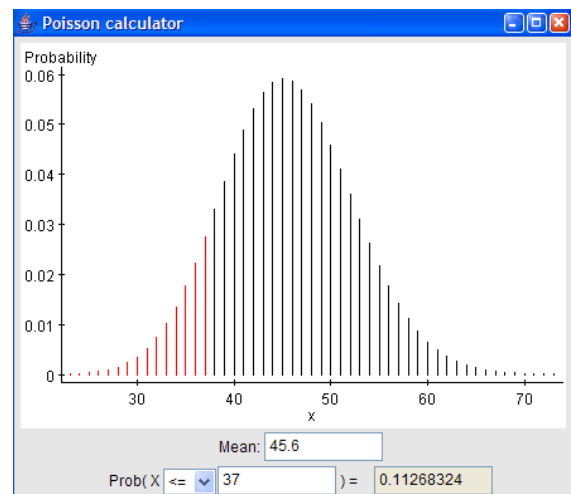 Poisson calculator
Probability
0.06
0.05
0.04
0.03
0.02
0.01
0
30 40 50 60 70
x
Mean: 45.6
Prob( X <= 37 ) = 0.11268324